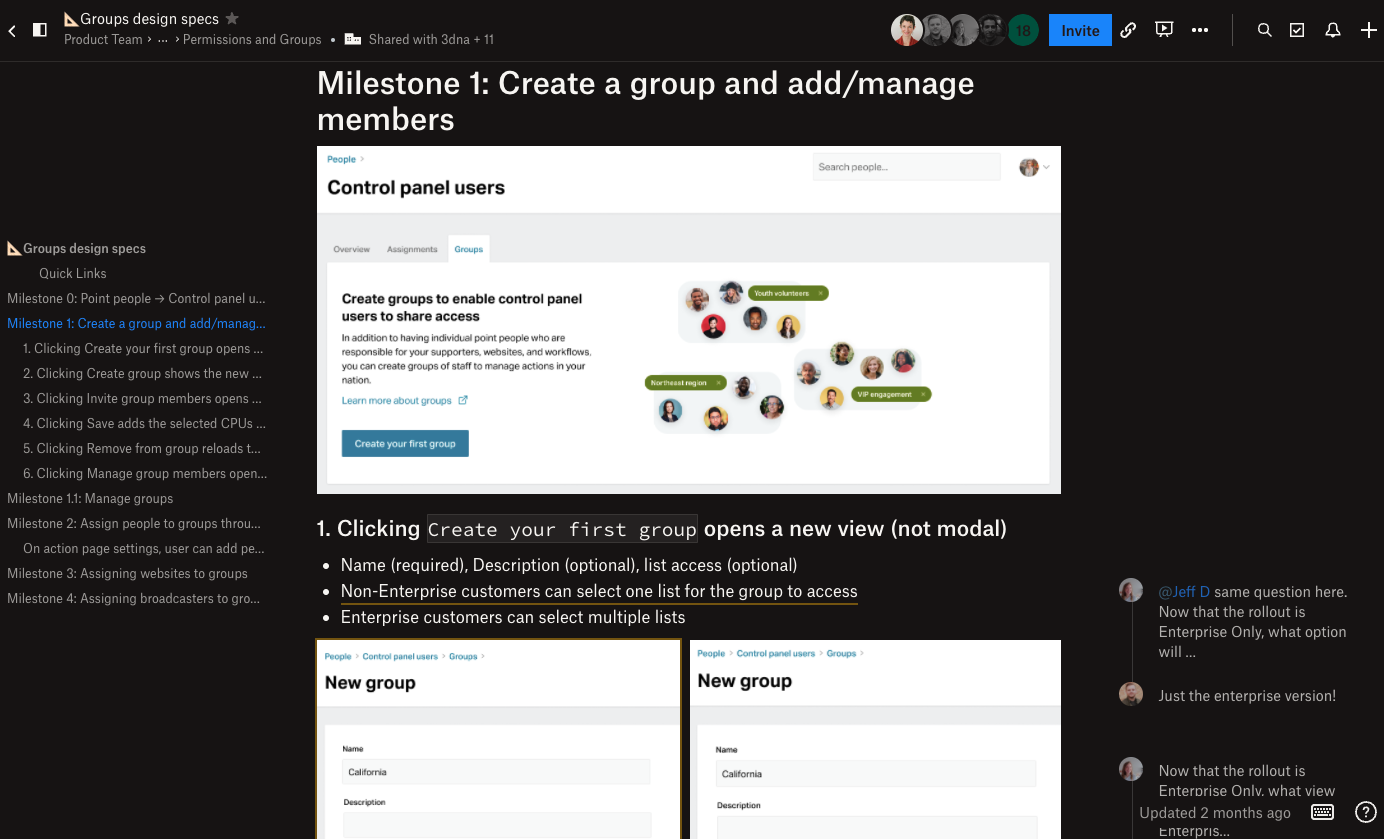 Groups design specs
Product Team › ... › Permissions and Groups • Shared with 3dna + 11
18
Invite
Groups design specs
Quick Links
Milestone 0: Point people → Control panel u...
Milestone 1: Create a group and add/manag...
1. Clicking Create your first group opens ...
2. Clicking Create group shows the new ...
3. Clicking Invite group members opens ...
4. Clicking Save adds the selected CPUs ...
5. Clicking Remove from group reloads t...
6. Clicking Manage group members open...
Milestone 1.1: Manage groups
Milestone 2: Assign people to groups throu...
On action page settings, user can add pe...
Milestone 3: Assigning websites to groups
Milestone 4: Assigning broadcasters to gro...
Milestone 1: Create a group and add/manage
members
People ›
Search people...
Control panel users
Overview Assignments Groups
Create groups to enable control panel
users to share access
In addition to having individual point people who are
responsible for your supporters, websites, and workflows,
you can create groups of staff to manage actions in your
nation.
Learn more about groups
Create your first group
Youth volunteers ×
Northeast region ×
VIP engagement ×
1. Clicking Create your first group opens a new view (not modal)
• Name (required), Description (optional), list access (optional)
• Non-Enterprise customers can select one list for the group to access
• Enterprise customers can select multiple lists
People › Control panel users › Groups ›
New group
Name
California
Description
People › Control panel users › Groups ›
New group
Name
California
Description
@Jeff D same question here.
Now that the rollout is
Enterprise Only, what option
will ...
Just the enterprise version!
Now that the rollout is
Enterprise Only, what view
Updated 2 months ago
Enterpris...
?